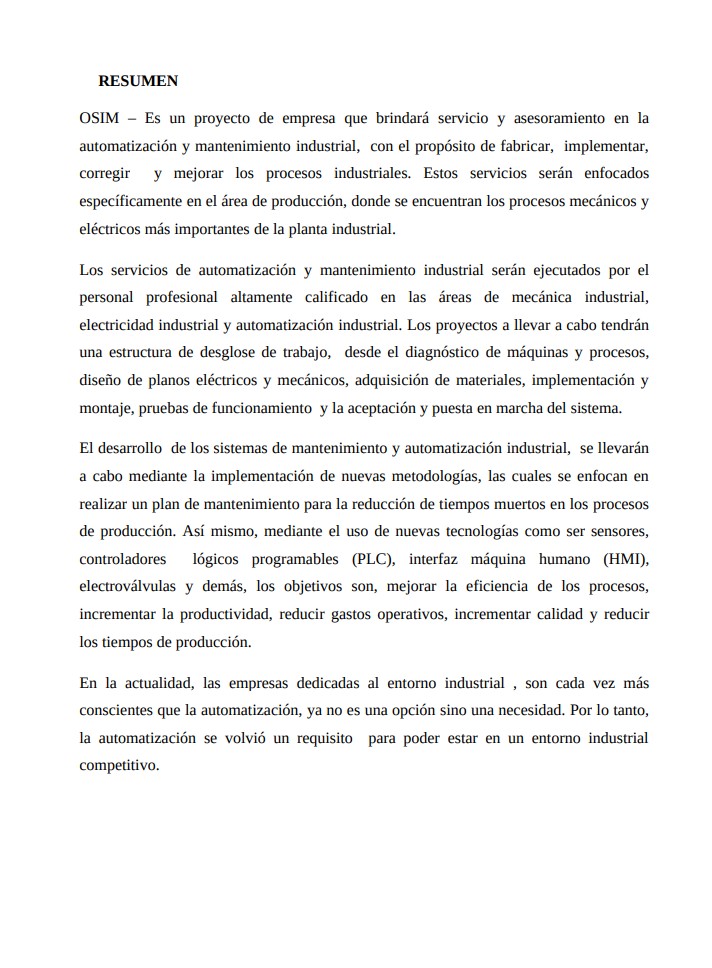 RESUMEN
OSIM – Es un proyecto de empresa que brindará servicio y asesoramiento en la
automatización y mantenimiento industrial,  con el propósito de fabricar,  implementar,
corregir  y mejorar los procesos industriales. Estos servicios serán enfocados
específicamente en el área de producción, donde se encuentran los procesos mecánicos y
eléctricos más importantes de la planta industrial.
Los servicios de automatización y mantenimiento industrial serán ejecutados por el
personal profesional altamente calificado en las áreas de mecánica industrial,
electricidad industrial y automatización industrial. Los proyectos a llevar a cabo tendrán
una estructura de desglose de trabajo,  desde el diagnóstico de máquinas y procesos,
diseño de planos eléctricos y mecánicos, adquisición de materiales, implementación y
montaje, pruebas de funcionamiento  y la aceptación y puesta en marcha del sistema.
El desarrollo  de los sistemas de mantenimiento y automatización industrial,  se llevarán
a cabo mediante la implementación de nuevas metodologías, las cuales se enfocan en
realizar un plan de mantenimiento para la reducción de tiempos muertos en los procesos
de producción. Así mismo, mediante el uso de nuevas tecnologías como ser sensores,
controladores  lógicos programables (PLC), interfaz máquina humano (HMI),
electroválvulas y demás, los objetivos son, mejorar la eficiencia de los procesos,
incrementar la productividad, reducir gastos operativos, incrementar calidad y reducir
los tiempos de producción.
En la actualidad, las empresas dedicadas al entorno industrial , son cada vez más
conscientes que la automatización, ya no es una opción sino una necesidad. Por lo tanto,
la automatización se volvió un requisito  para poder estar en un entorno industrial
competitivo.